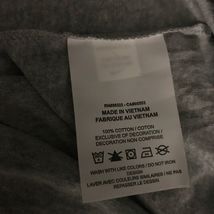 MADE IN VIETNAM
FABRIQUE AU VIETNAM
100% COTTON / COTON
EXCLUSIVE OF DECORATION
DECORATION NON COMPRISE
WASH WITH LIKE COLORS / DO NOT IRON DESIGN
LAVER AVEC COULEURS SIMILAIRES / NE PAS
REPASSER LE DESSIN